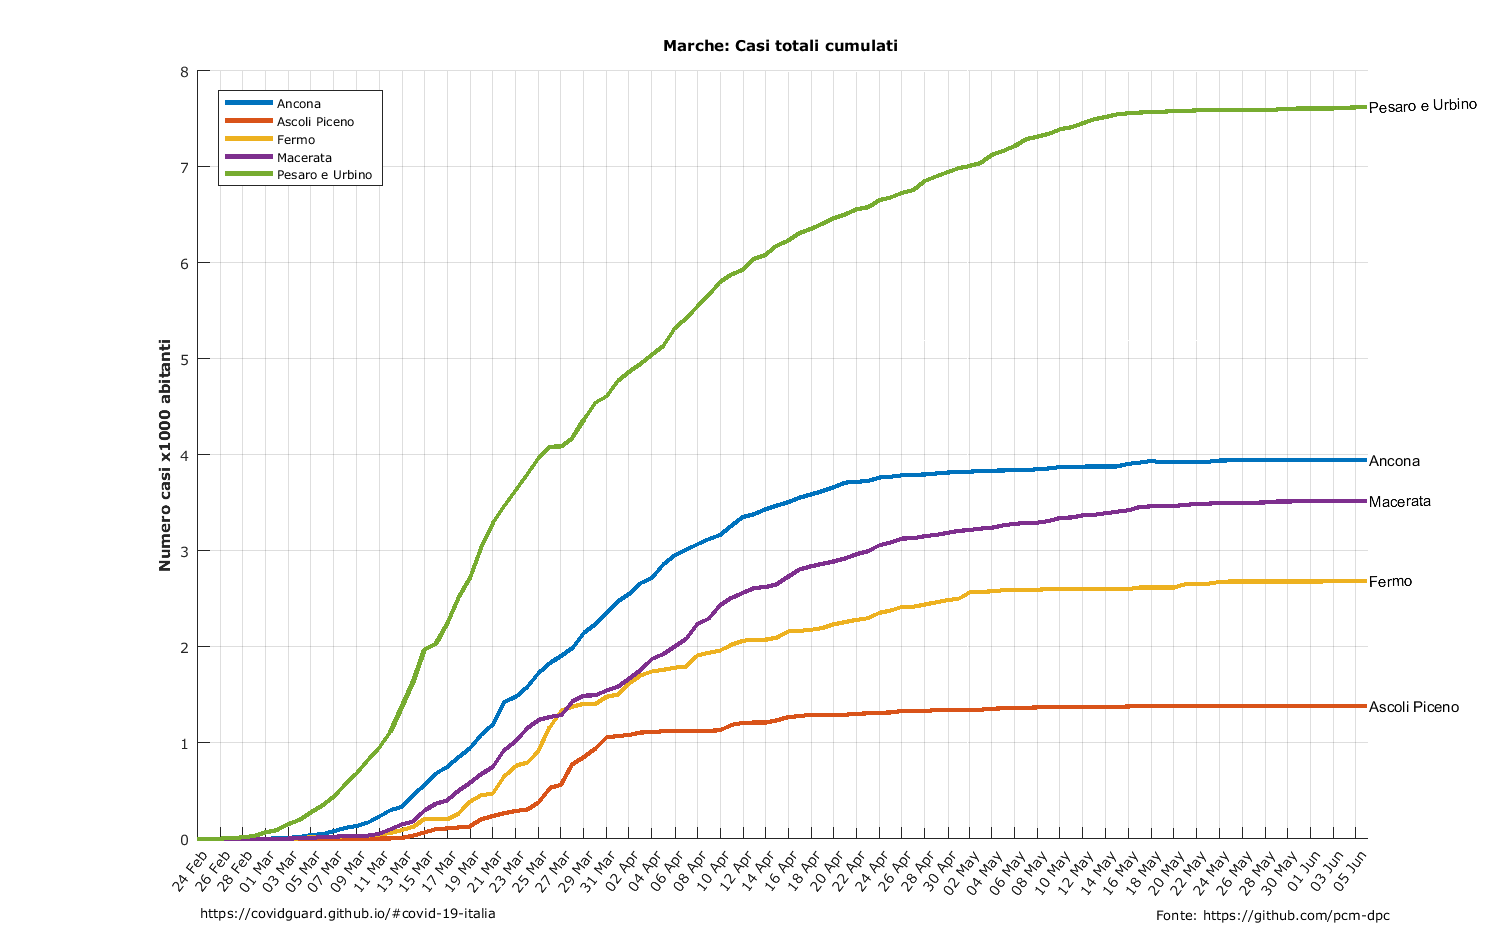 Marche: Casi totali cumulati
Ancona
Ascoli Piceno
Fermo
Macerata
Pesaro e Urbino
Numero casi x1000 abitanti
8
7
6
5
4
3
2
1
0
Pesaro e Urbino
Ancona
Macerata
Fermo
Ascoli Piceno
24 Feb
26 Feb
28 Feb
01 Mar
03 Mar
05 Mar
07 Mar
09 Mar
11 Mar
13 Mar
15 Mar
17 Mar
19 Mar
21 Mar
23 Mar
25 Mar
27 Mar
29 Mar
31 Mar
02 Apr
04 Apr
06 Apr
08 Apr
10 Apr
12 Apr
14 Apr
16 Apr
18 Apr
20 Apr
22 Apr
24 Apr
26 Apr
28 Apr
30 Apr
02 May
04 May
06 May
08 May
10 May
12 May
14 May
16 May
18 May
20 May
22 May
24 May
26 May
28 May
30 May
01 Jun
03 Jun
05 Jun
https://covidguard.github.io/#covid-19-italia
Fonte: https://github.com/pcm-dpc